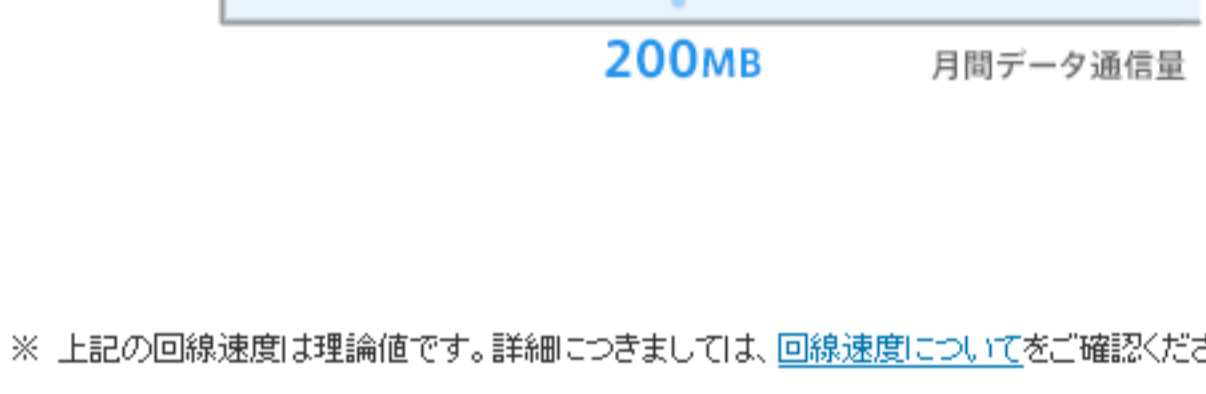 200MB 月間データ通信量
※ 上記の回線速度は理論値です。詳細につきましては、回線速度についてをご確認くださ